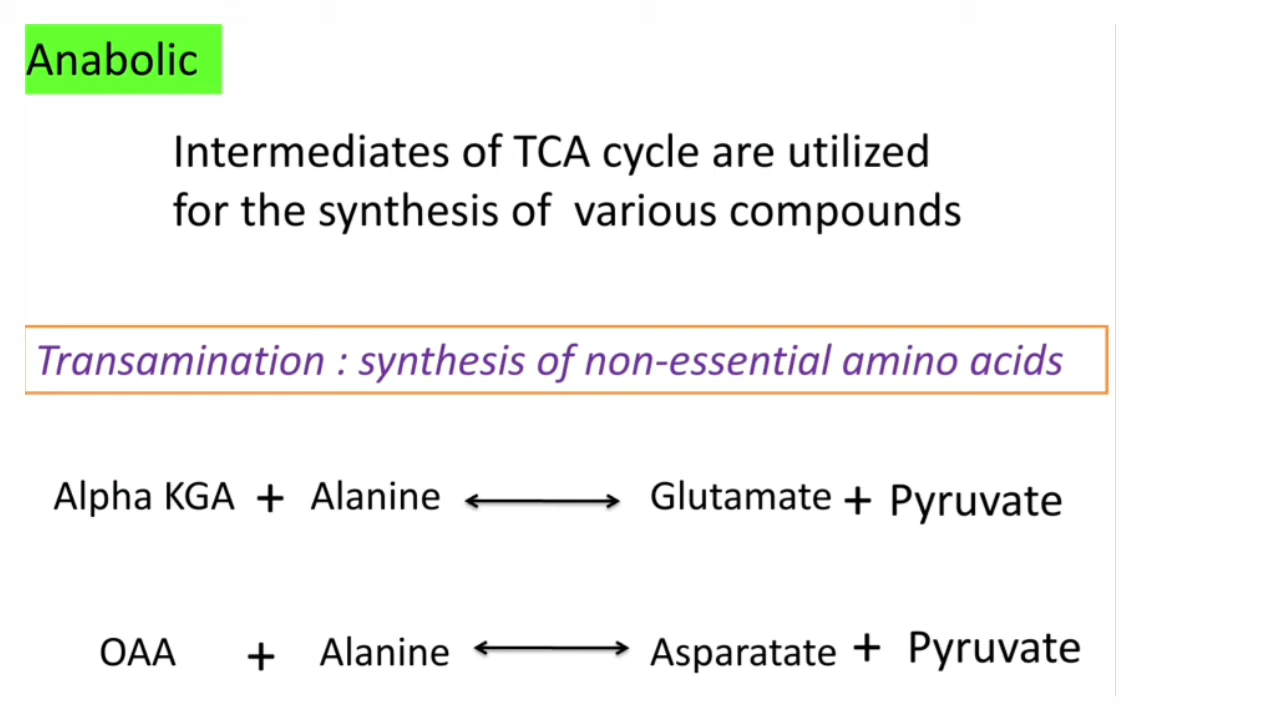 Anabolic
Intermediates of TCA cycle are utilized
for the synthesis of various compounds
Transamination : synthesis of non-essential amino acids
Alpha KGA + Alanine ⟷ Glutamate + Pyruvate
OAA + Alanine ⟷ Asparatate + Pyruvate